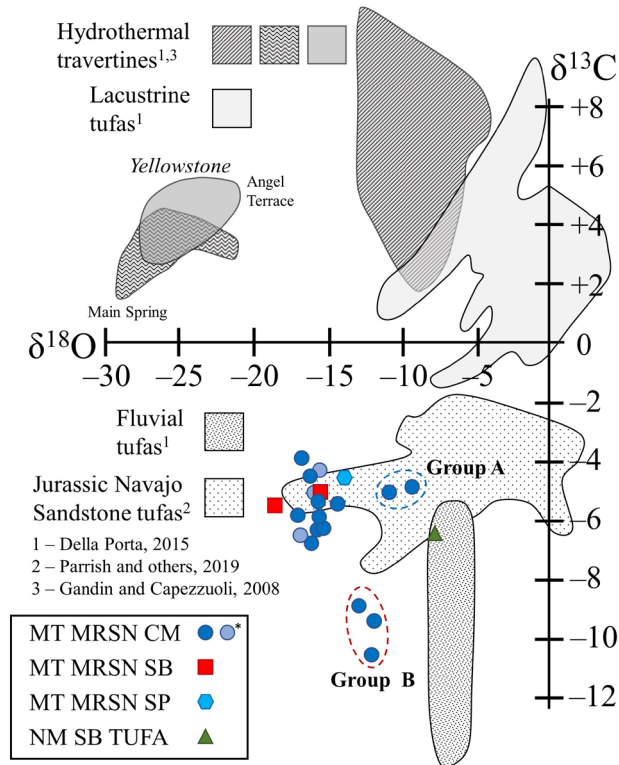 Hydrothermal
travertines1,3
Lacustrine
tufas1
Yellowstone
Angel
Terrace
Main Spring
δ13C
+8
+6
+4
+2
0
δ18O
–30
–25
–20
–15
–10
–5
–2
–4
–6
–8
–10
–12
Fluvial
tufas1
Jurassic Navajo
Sandstone tufas2
1 – Della Porta, 2015
2 – Parrish and others, 2019
3 – Gandin and Capezzuoli, 2008
Group A
Group B
MT MRSN CM *
MT MRSN SB
MT MRSN SP
NM SB TUFA